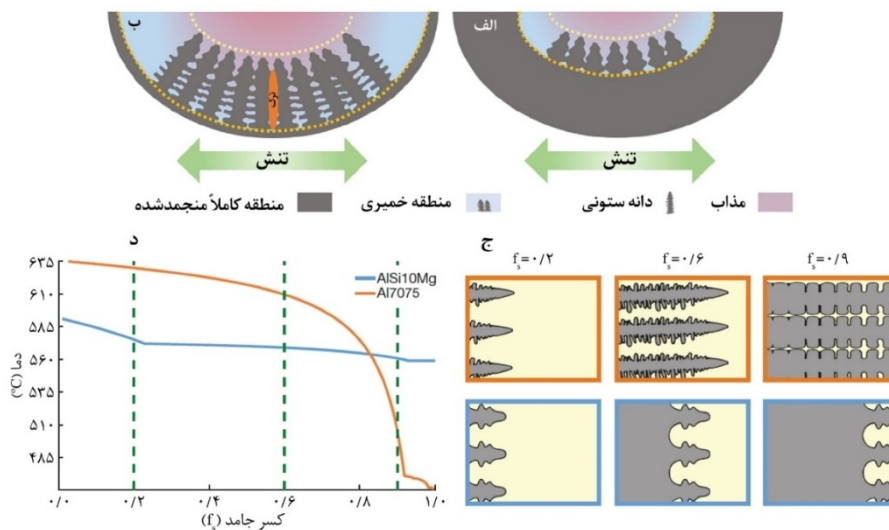 الف
ب
ترک
تنش
تنش
مذاب
دانه ستونی
منطقه خمیری
منطقه کاملاً منجمدشده
ج
fₛ=۰/۲
fₛ=۰/۶
fₛ=۰/۹
د
AlSi10Mg
Al7075
۶۳۵
۶۱۰
۵۸۵
۵۶۰
۵۳۵
۵۱۰
۴۸۵
دما (°C)
۰/۰
۰/۲
۰/۴
۰/۶
۰/۸
۱/۰
کسر جامد (fₛ)